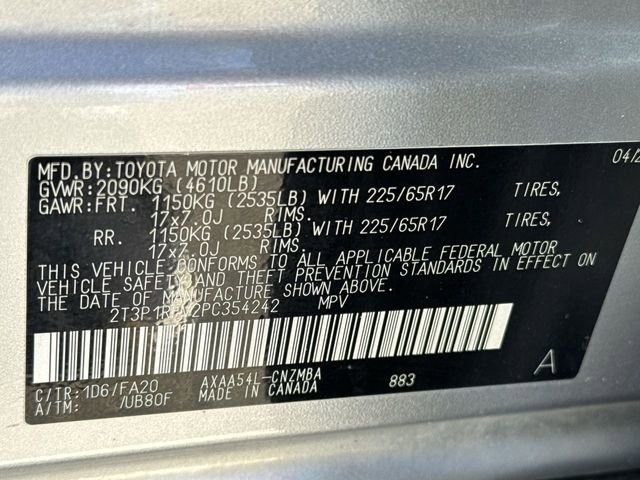 MFD.BY:TOYOTA MOTOR MANUFACTURING CANADA INC. 04/2
GVWR:2090KG (4610LB)
GAWR:FRT. 1150KG (2535LB) WITH 225/65R17 TIRES,
17x7.0J RIMS.
RR. 1150KG (2535LB) WITH 225/65R17 TIRES,
17x7.0J RIMS.
THIS VEHICLE CONFORMS TO ALL APPLICABLE FEDERAL MOTOR
VEHICLE SAFETY AND THEFT PREVENTION STANDARDS IN EFFECT ON
THE DATE OF MANUFACTURE SHOWN ABOVE.
MPV
C/TR:1D6/FA20 AXAA54L-CNZMBA 883 A
A/TM: /UB80F MADE IN CANADA